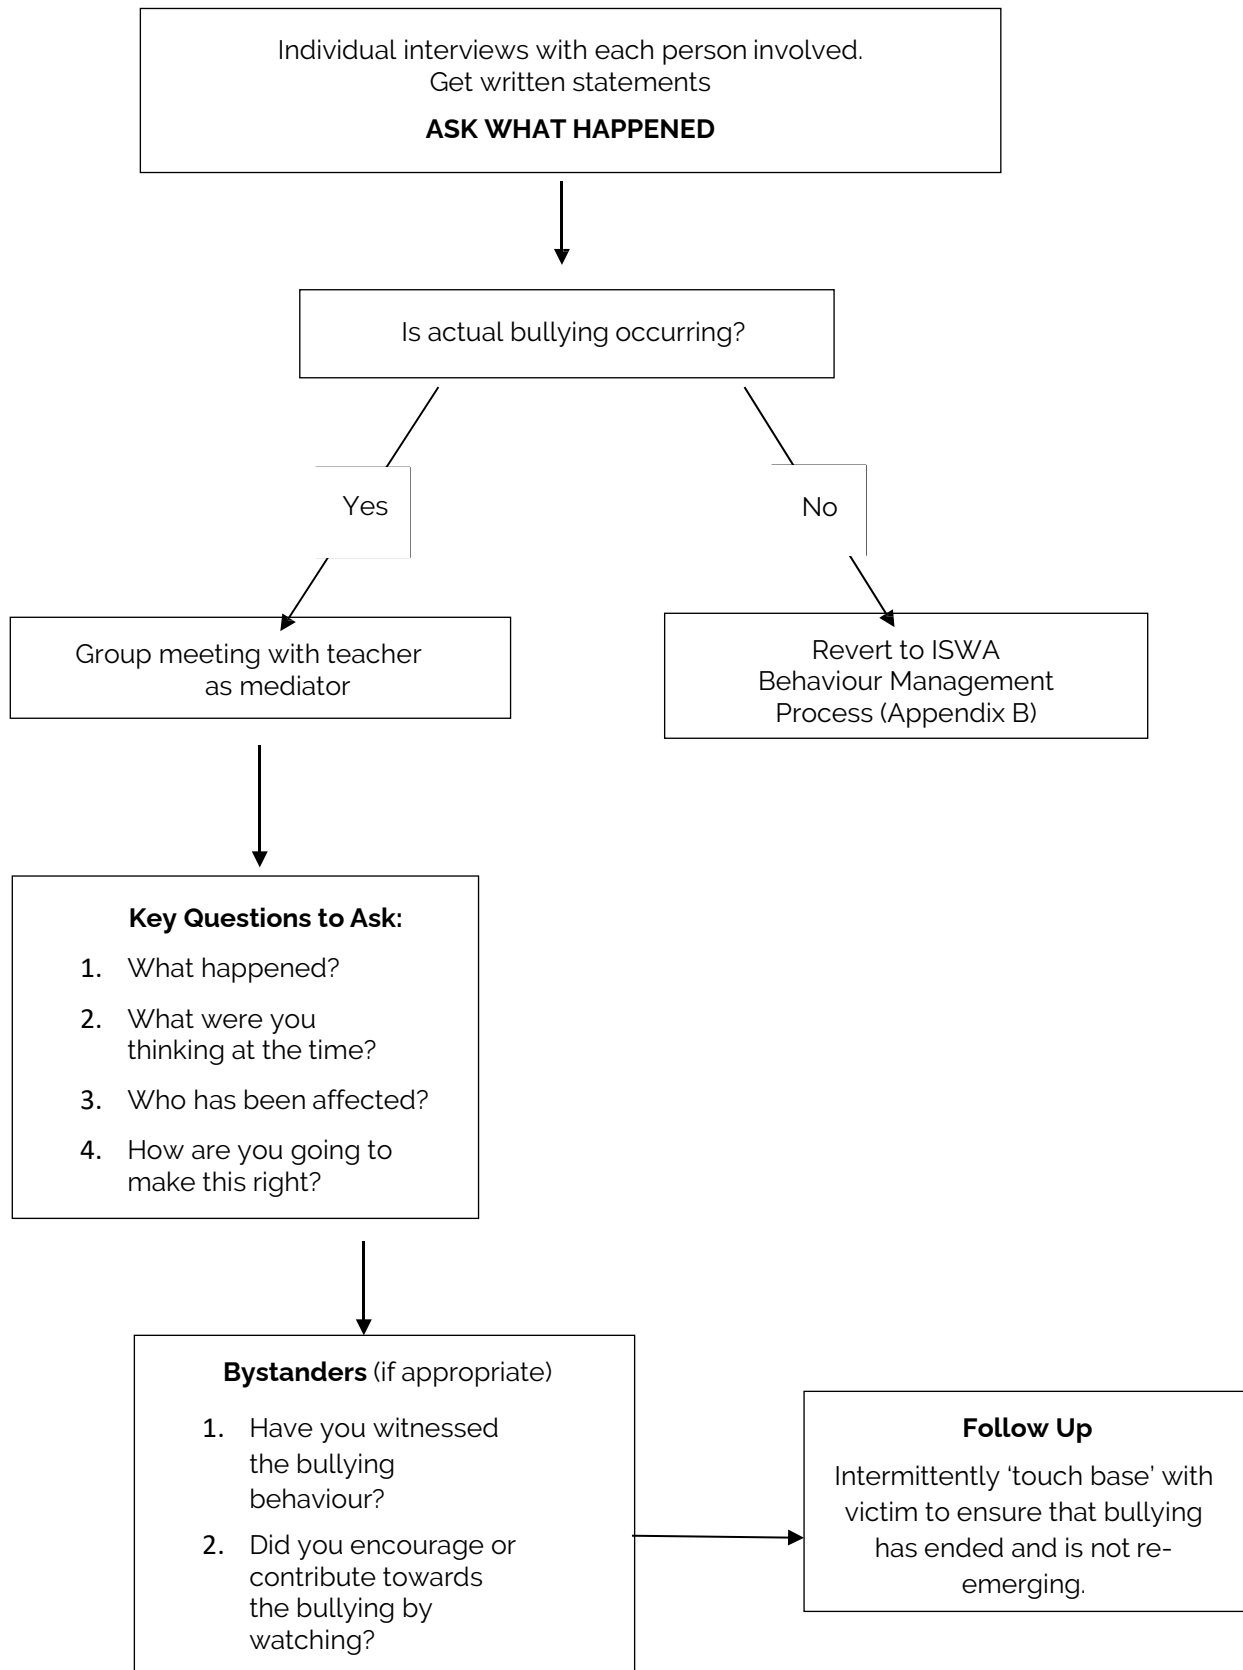 Individual interviews with each person involved.
Get written statements
ASK WHAT HAPPENED
Is actual bullying occurring?
Yes
No
Group meeting with teacher
as mediator
Revert to ISWA
Behaviour Management
Process (Appendix B)
Key Questions to Ask:
1. What happened?
2. What were you
thinking at the time?
3. Who has been affected?
4. How are you going to
make this right?
Bystanders (if appropriate)
1. Have you witnessed
the bullying
behaviour?
2. Did you encourage or
contribute towards
the bullying by
watching?
Follow Up
Intermittently ‘touch base’ with
victim to ensure that bullying
has ended and is not re-
emerging.